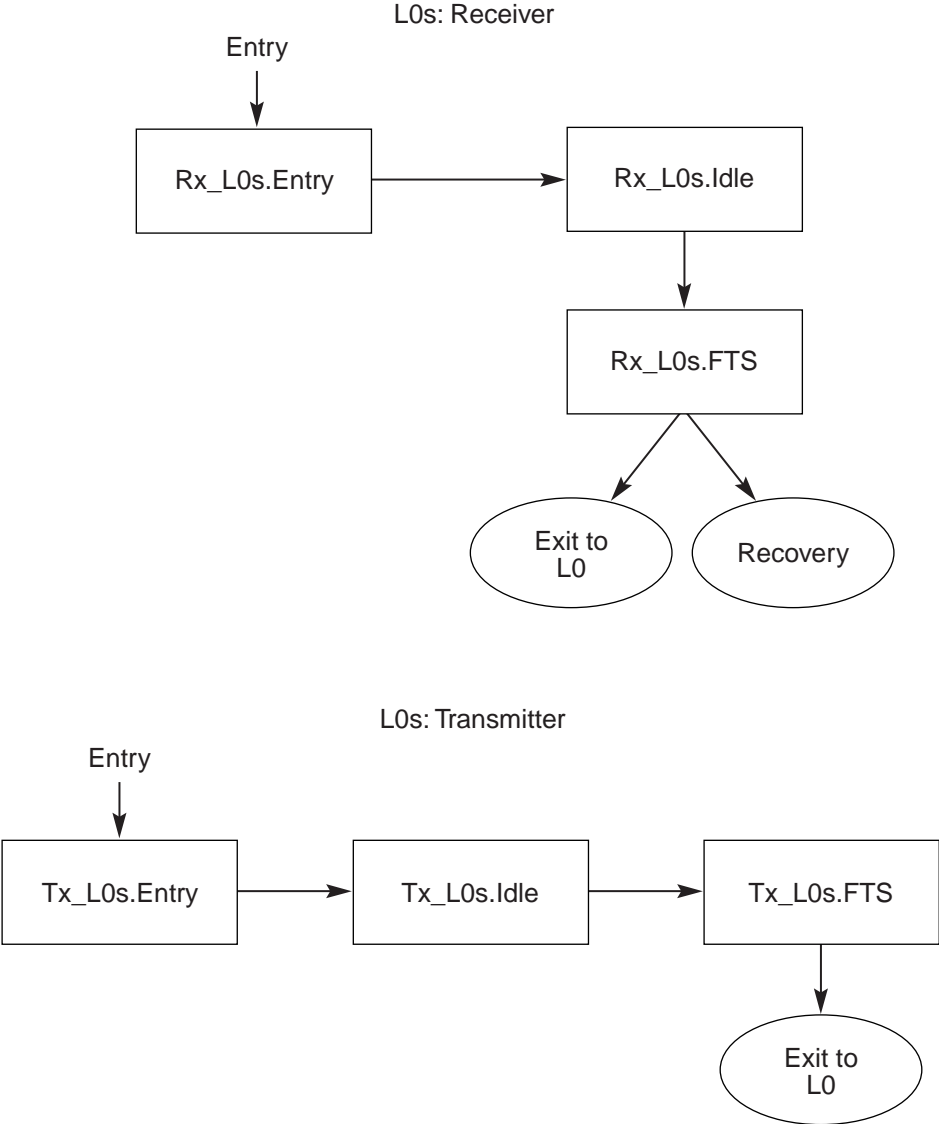 L0s: Receiver
Entry
Rx_L0s.Entry
Rx_L0s.Idle
Rx_L0s.FTS
Exit to
L0
Recovery
L0s: Transmitter
Entry
Tx_L0s.Entry
Tx_L0s.Idle
Tx_L0s.FTS
Exit to
L0